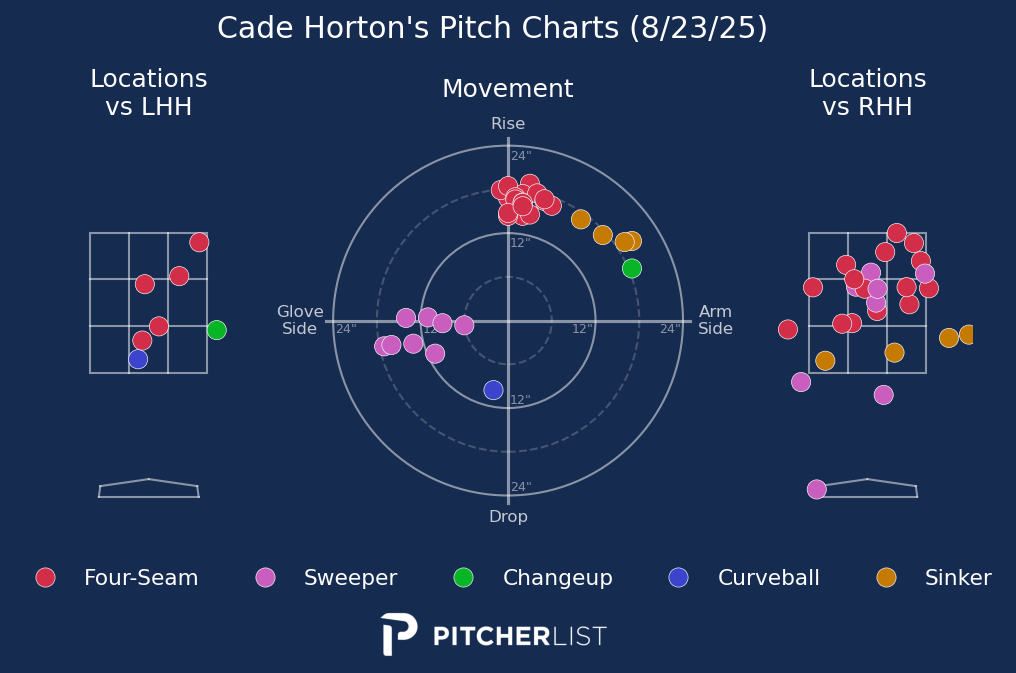 Cade Horton's Pitch Charts (8/23/25)
Locations
vs LHH
Movement
Locations
vs RHH
Rise
24"
12"
Glove
Side
24"
12"
12"
24"
Arm
Side
12"
24"
Drop
Four-Seam
Sweeper
Changeup
Curveball
Sinker
PITCHERLIST